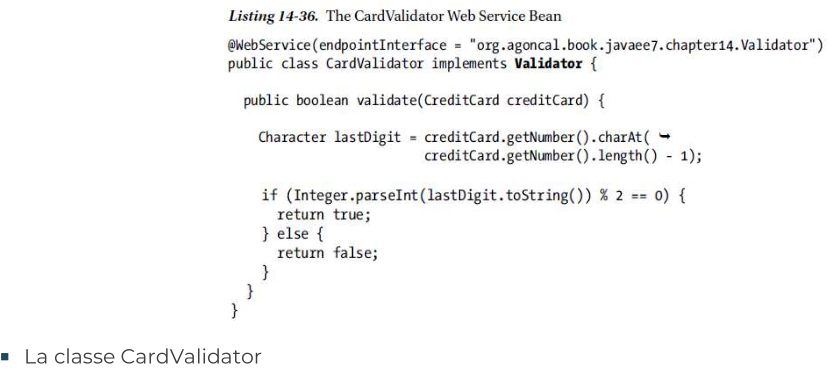 Listing 14-36. The CardValidator Web Service Bean
@WebService(endpointInterface = "org.agoncal.book.javaee7.chapter14.Validator")
public class CardValidator implements Validator {
public boolean validate(CreditCard creditCard) {
Character lastDigit = creditCard.getNumber().charAt( ➥
creditCard.getNumber().length() - 1);
if (Integer.parseInt(lastDigit.toString()) % 2 == 0) {
return true;
} else {
return false;
}
}
}
▪ La classe CardValidator